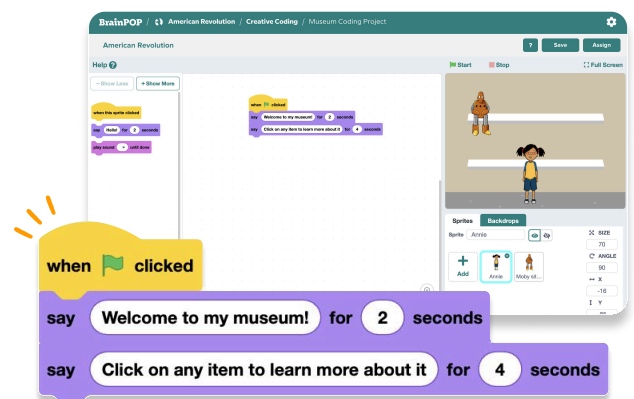 BrainPOP / American Revolution / Creative Coding / Museum Coding Project
American Revolution
? Save Assign
Help ?
Start Stop Full Screen
− Show Less + Show More
when this sprite clicked
say Hello! for 2 seconds
play sound until done
when clicked
say Welcome to my museum! for 2 seconds
say Click on any item to learn more about it for 4 seconds
Sprites Backdrops
Sprite Annie
SIZE
70
ANGLE
90
X
-16
Y
+
Add
Annie
Moby sit...
when clicked
say Welcome to my museum! for 2 seconds
say Click on any item to learn more about it for 4 seconds